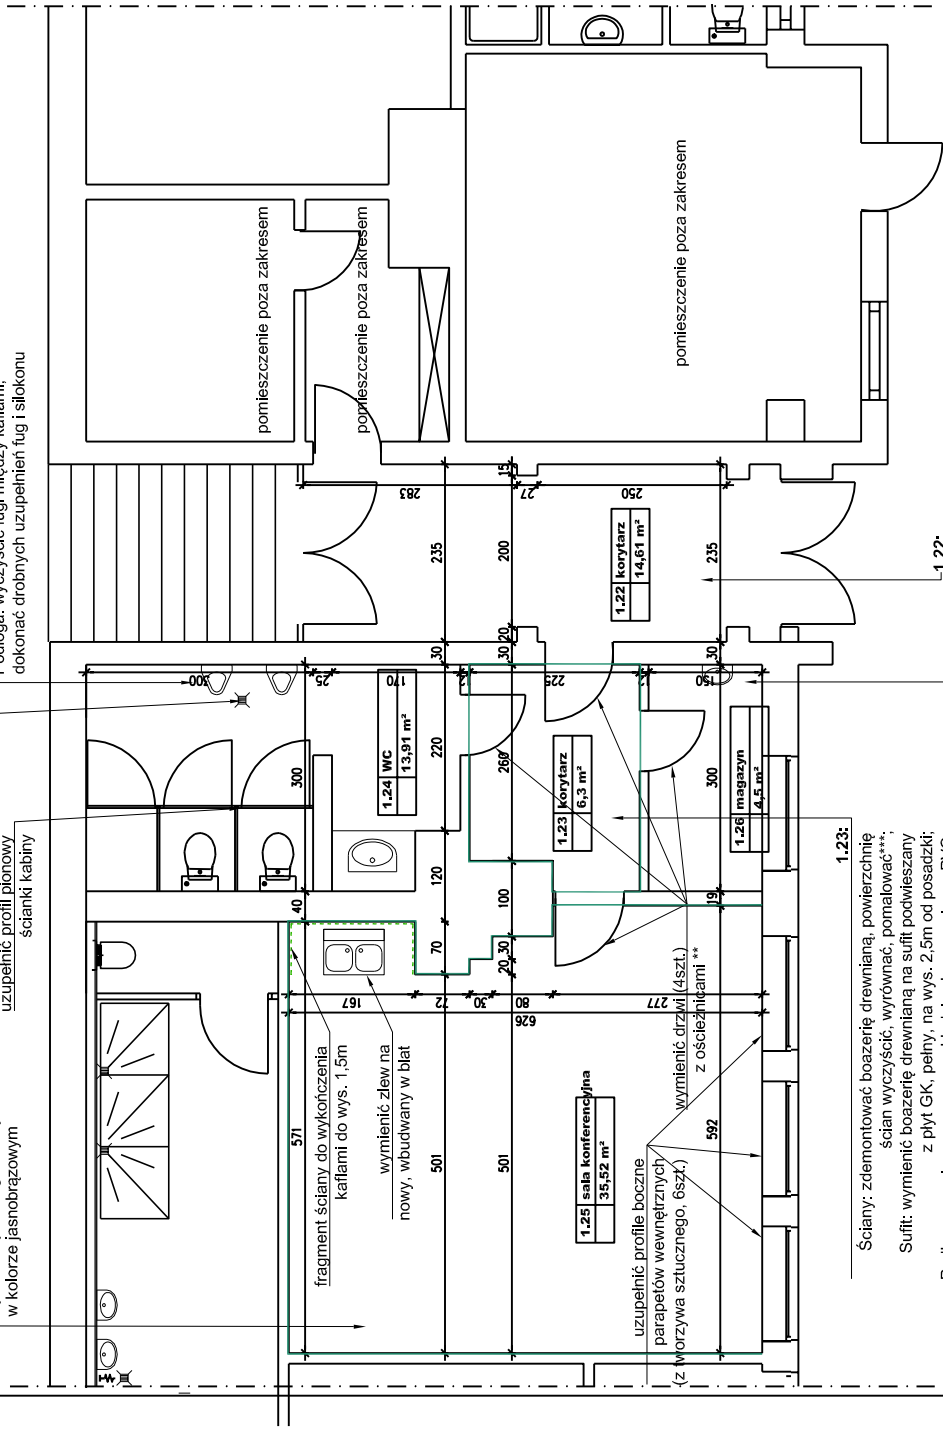 Podłoga: wyczyścić fugi między kaflami,
dokonać drobnych uzupełnień fug i silokonu
uzupełnić profil pionowy
ścianki kabiny
w kolorze jasnobrązowym
pomieszczenie poza zakresem
pomieszczenie poza zakresem
pomieszczenie poza zakresem
283
27
250
15
235
200
235
20
30
30
30
1.22 korytarz
14,61 m²
1.22:
300
25
170
12
225
12
150
300
220
260
300
1.24 WC
13,91 m²
1.23 korytarz
6,3 m²
1.26 magazyn
4,5 m²
40
120
100
19
70
30
20
167
72
30
80
277
626
571
501
501
592
fragment ściany do wykończenia
kaflami do wys. 1,5m
wymienić zlew na
nowy, wbudwany w blat
1.25 sala konferencyjna
35,52 m²
wymienić drzwi (4szt.)
z ościeżnicami **
uzupełnić profile boczne
parapetów wewnętrznych
(z tworzywa sztucznego, 6szt.)
1.23:
Ściany: zdemontować boazerię drewnianą, powierzchnię
ścian wyczyścić, wyrównać, pomalować***,
Sufit: wymienić boazerię drewnianą na sufit podwieszany
z płyt GK, pełny, na wys. 2,5m od posadzki;